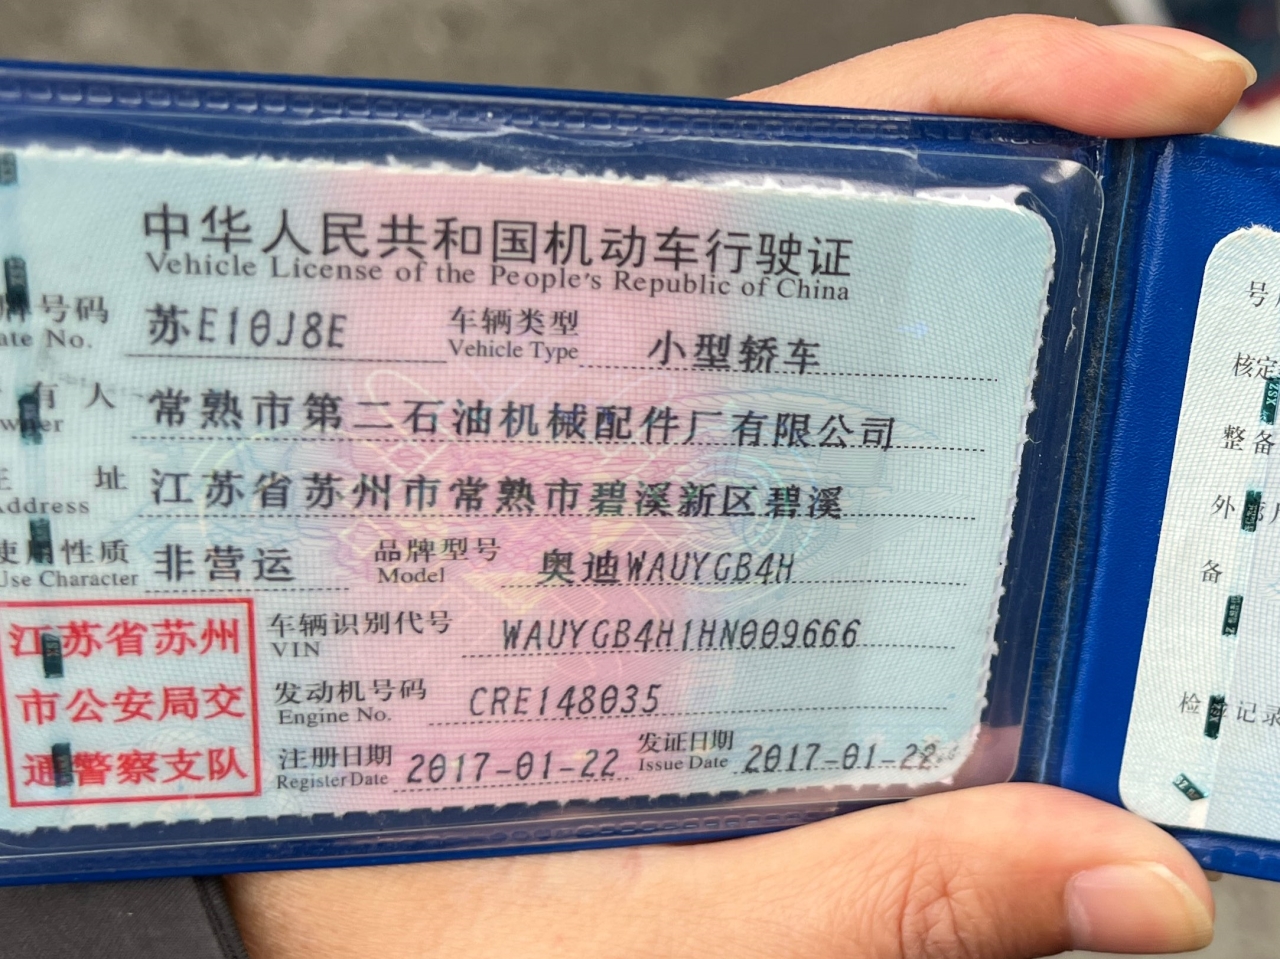 中华人民共和国机动车行驶证
Vehicle License of the People's Republic of China
牌号码 苏E10J8E 车辆类型 小型轿车
ate No. Vehicle Type
有人 常熟市第二石油机械配件厂有限公司
wner
址 江苏省苏州市常熟市碧溪新区碧溪
Address
使用性质 非营运 品牌型号 奥迪WAUYGB4H
Use Character Model
江苏省苏州
市公安局交
通警察支队
车辆识别代号 WAUYGB4H1HN009666
VIN
发动机号码 CRE148035
Engine No.
注册日期 2017-01-22 发证日期 2017-01-22
Register Date Issue Date
号
核定
整备
外
备
检 记录